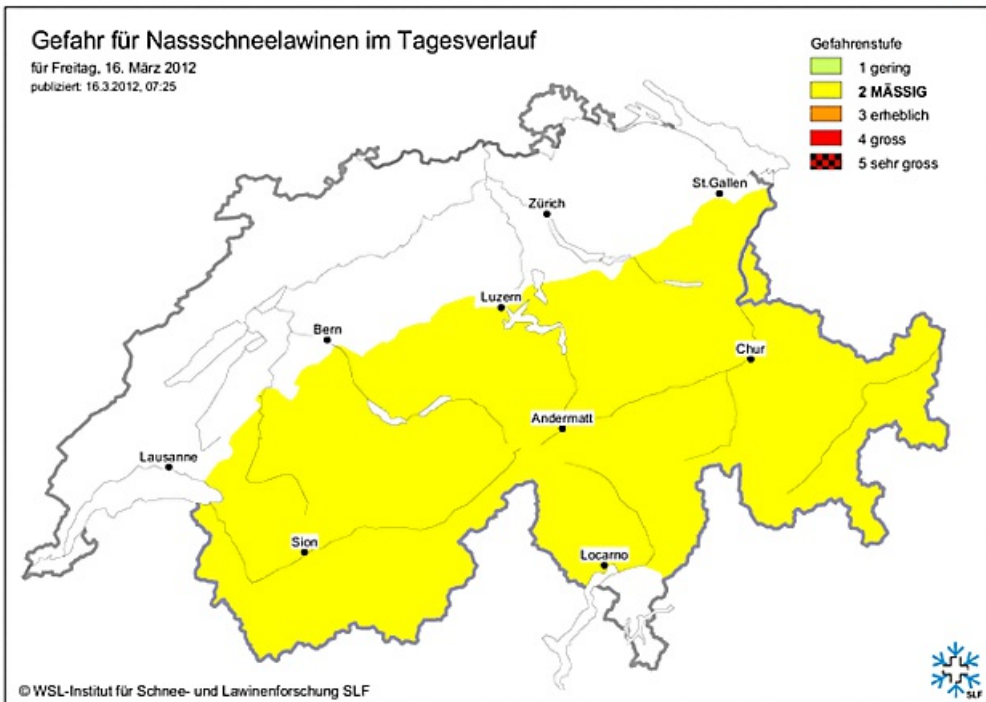 Gefahr für Nassschneelawinen im Tagesverlauf
für Freitag, 16. März 2012
publiziert: 16.3.2012, 07:25
Gefahrenstufe
1 gering
2 MÄSSIG
3 erheblich
4 gross
5 sehr gross
St.Gallen
Zürich
Luzern
Bern
Chur
Andermatt
Lausanne
Sion
Locarno
© WSL-Institut für Schnee- und Lawinenforschung SLF
SLF